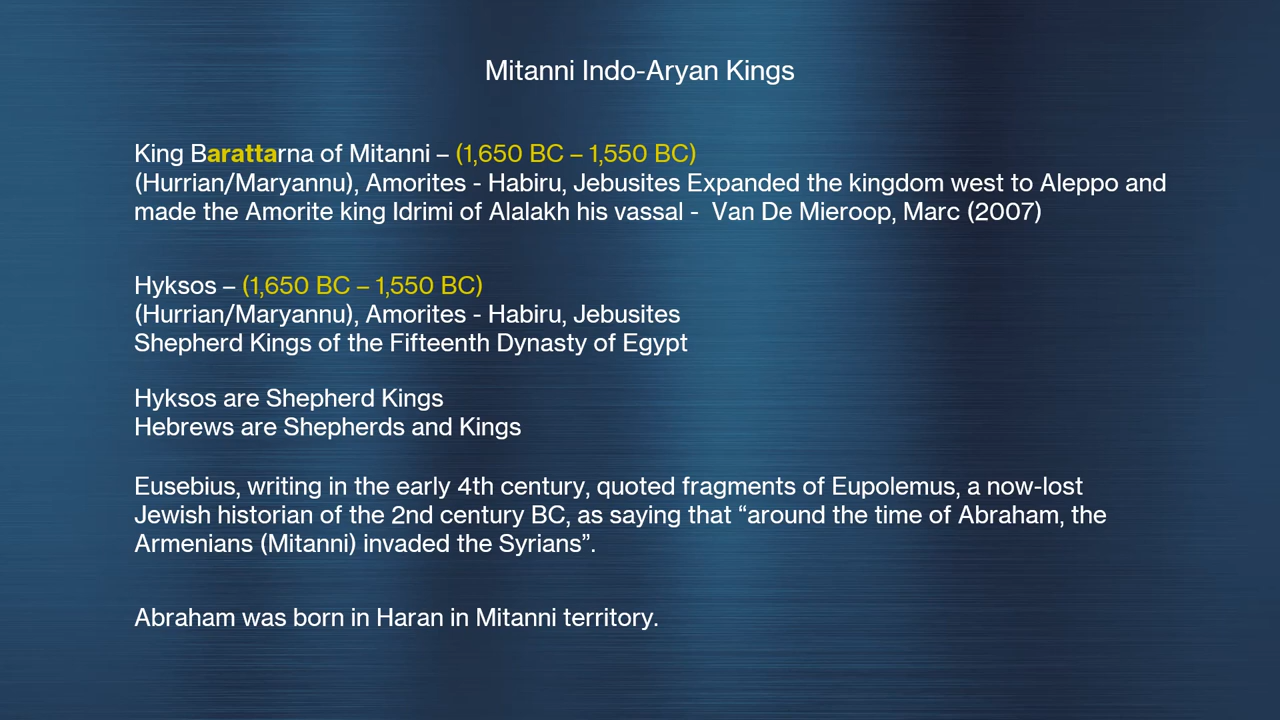 Mitanni Indo-Aryan Kings
King Barattarna of Mitanni – (1,650 BC – 1,550 BC)
(Hurrian/Maryannu), Amorites - Habiru, Jebusites Expanded the kingdom west to Aleppo and
made the Amorite king Idrimi of Alalakh his vassal -  Van De Mieroop, Marc (2007)
Hyksos – (1,650 BC – 1,550 BC)
(Hurrian/Maryannu), Amorites - Habiru, Jebusites
Shepherd Kings of the Fifteenth Dynasty of Egypt
Hyksos are Shepherd Kings
Hebrews are Shepherds and Kings
Eusebius, writing in the early 4th century, quoted fragments of Eupolemus, a now-lost
Jewish historian of the 2nd century BC, as saying that “around the time of Abraham, the
Armenians (Mitanni) invaded the Syrians”.
Abraham was born in Haran in Mitanni territory.